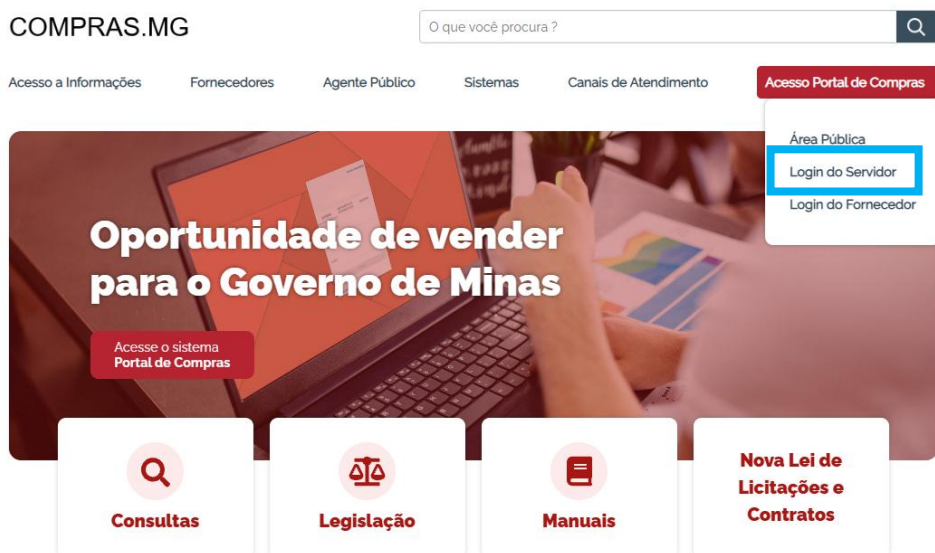 COMPRAS.MG
O que você procura ?
Acesso a Informações
Fornecedores
Agente Público
Sistemas
Canais de Atendimento
Acesso Portal de Compras
Área Pública
Login do Servidor
Login do Fornecedor
Oportunidade de vender
para o Governo de Minas
Acesse o sistema
Portal de Compras
Consultas
Legislação
Manuais
Nova Lei de
Licitações e
Contratos